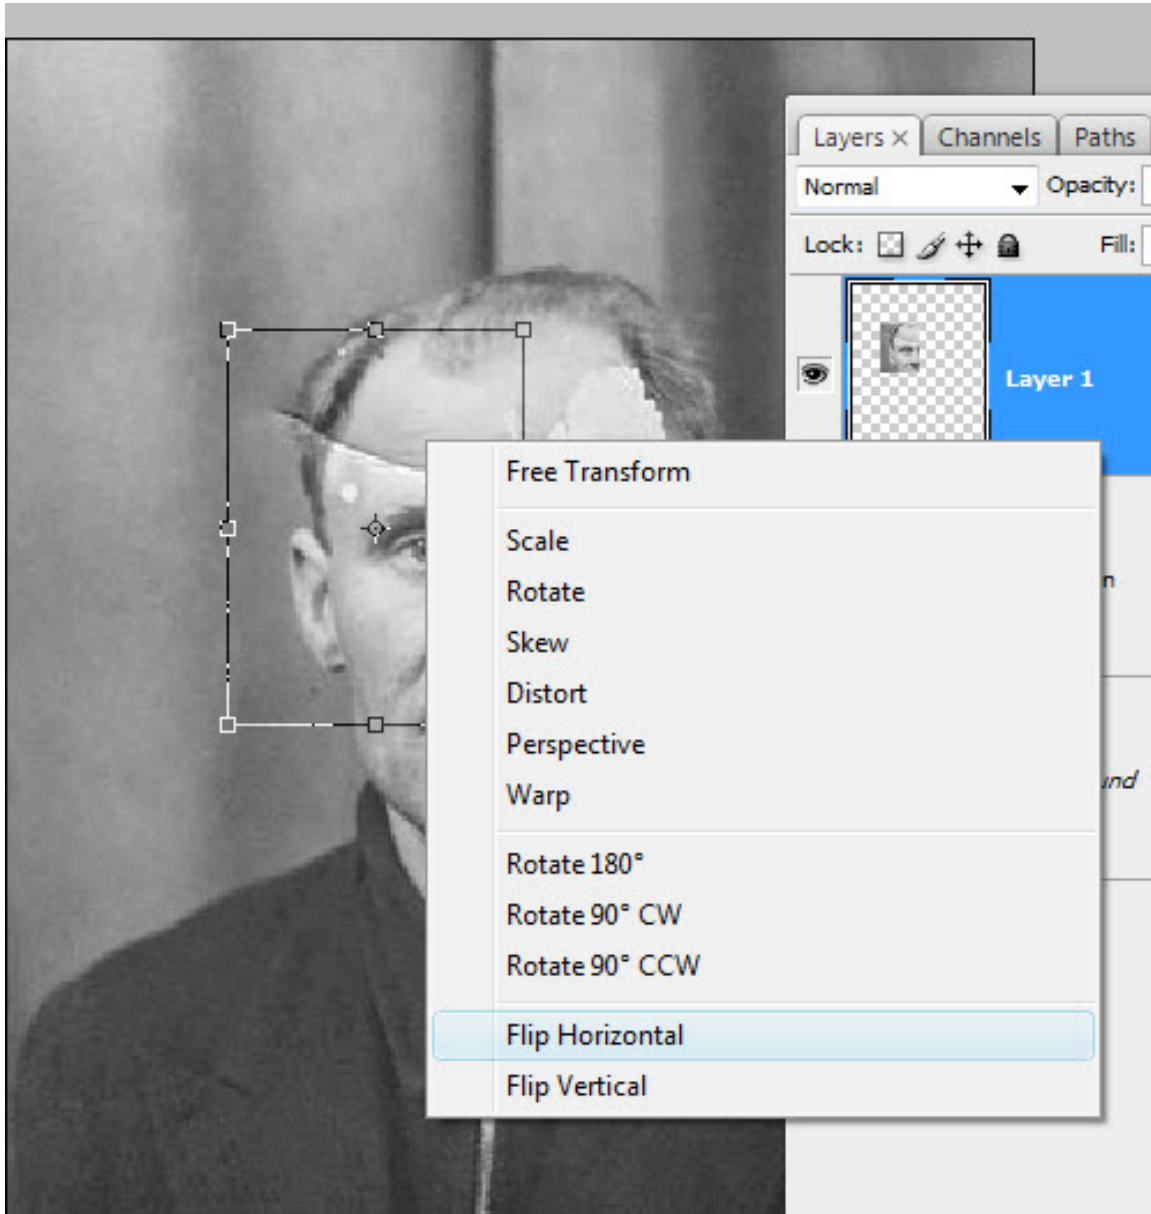 Layers × Channels Paths
Normal Opacity:
Lock: Fill:
Layer 1
Free Transform
Scale
Rotate
Skew
Distort
Perspective
Warp
Rotate 180°
Rotate 90° CW
Rotate 90° CCW
Flip Horizontal
Flip Vertical